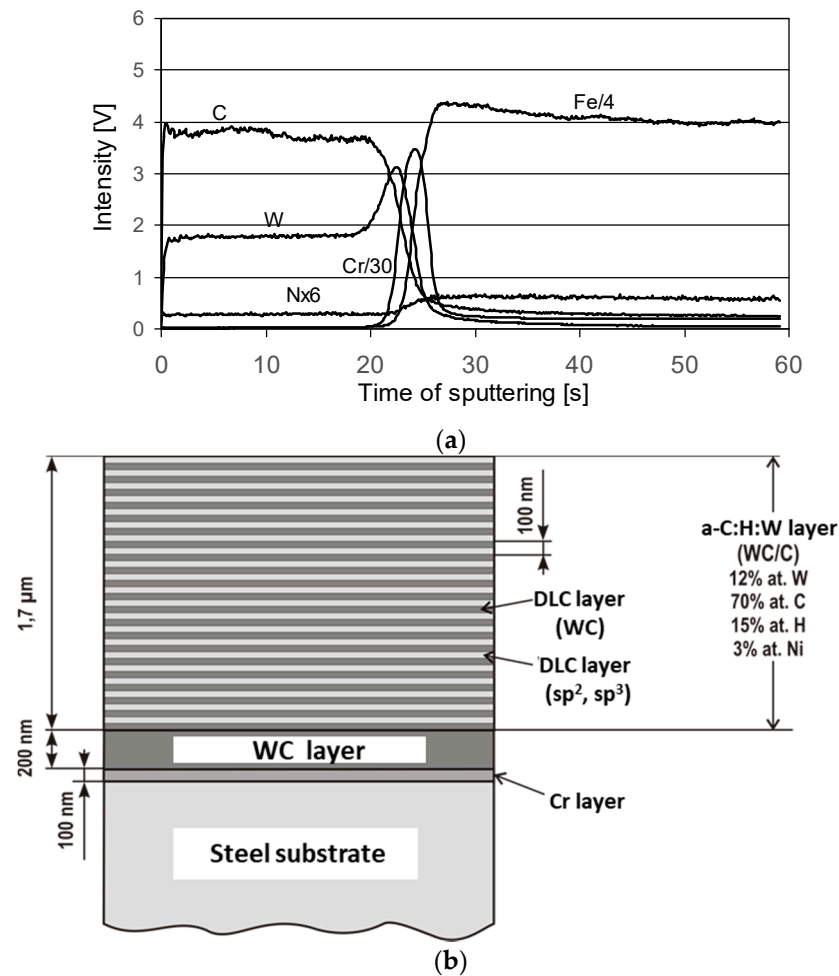 6
5
4
3
2
1
0
Intensity [V]
C
W
Cr/30
Nx6
Fe/4
0 10 20 30 40 50 60
Time of sputtering [s]
(a)
1,7 µm
200 nm
100 nm
100 nm
DLC layer
(WC)
DLC layer
(sp², sp³)
a-C:H:W layer
(WC/C)
12% at. W
70% at. C
15% at. H
3% at. Ni
WC layer
Cr layer
Steel substrate
(b)